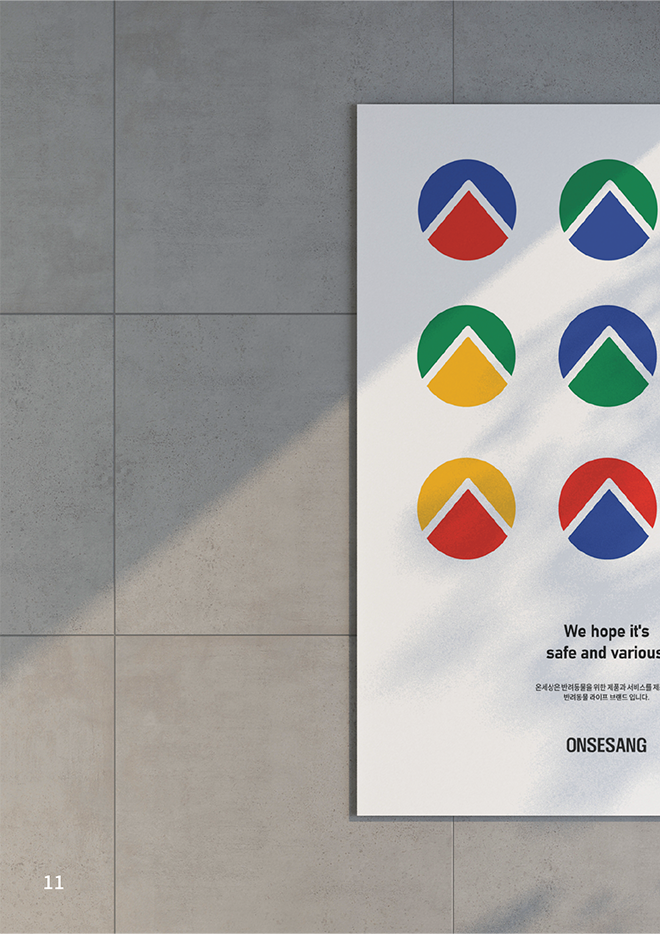 We hope it's
safe and various
온세상은 반려동물을 위한 제품과 서비스를
반려동물 라이프 브랜드 입니다.
ONSESANG
11